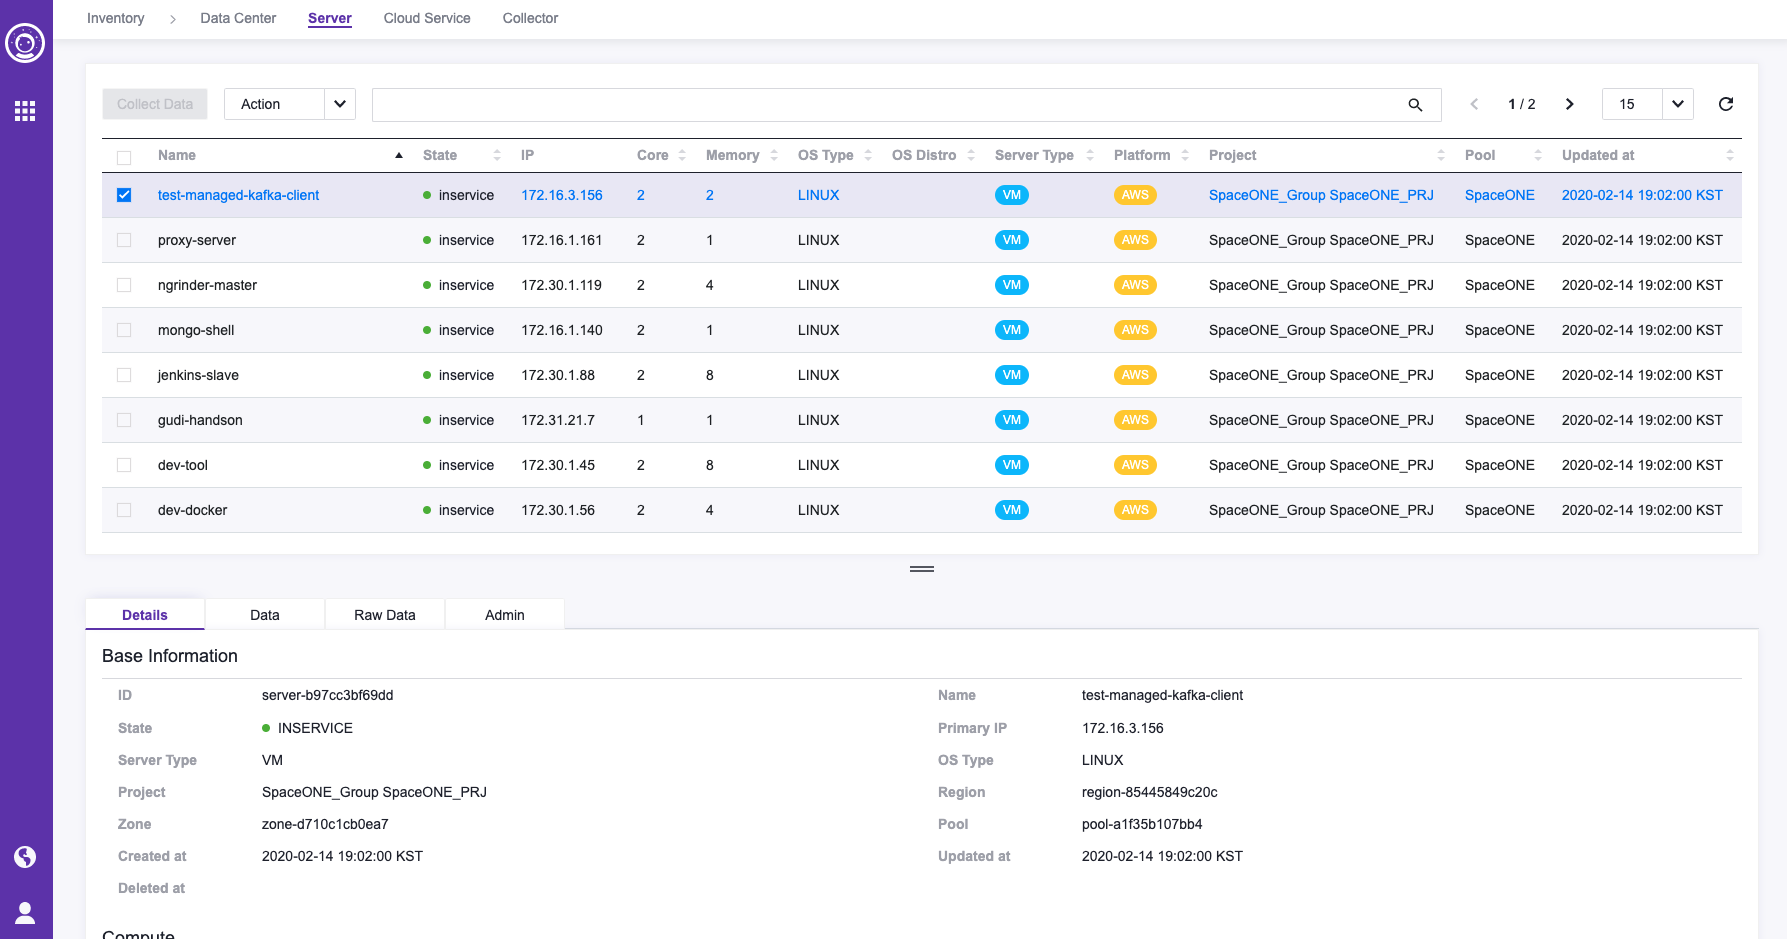 Inventory Data Center Server Cloud Service Collector
Collect Data Action 1 / 2 15
Name State IP Core Memory OS Type OS Distro Server Type Platform Project Pool Updated at
test-managed-kafka-client inservice 172.16.3.156 2 2 LINUX VM AWS SpaceONE_Group SpaceONE_PRJ SpaceONE 2020-02-14 19:02:00 KST
proxy-server inservice 172.16.1.161 2 1 LINUX VM AWS SpaceONE_Group SpaceONE_PRJ SpaceONE 2020-02-14 19:02:00 KST
ngrinder-master inservice 172.30.1.119 2 4 LINUX VM AWS SpaceONE_Group SpaceONE_PRJ SpaceONE 2020-02-14 19:02:00 KST
mongo-shell inservice 172.16.1.140 2 1 LINUX VM AWS SpaceONE_Group SpaceONE_PRJ SpaceONE 2020-02-14 19:02:00 KST
jenkins-slave inservice 172.30.1.88 2 8 LINUX VM AWS SpaceONE_Group SpaceONE_PRJ SpaceONE 2020-02-14 19:02:00 KST
gudi-handson inservice 172.31.21.7 1 1 LINUX VM AWS SpaceONE_Group SpaceONE_PRJ SpaceONE 2020-02-14 19:02:00 KST
dev-tool inservice 172.30.1.45 2 8 LINUX VM AWS SpaceONE_Group SpaceONE_PRJ SpaceONE 2020-02-14 19:02:00 KST
dev-docker inservice 172.30.1.56 2 4 LINUX VM AWS SpaceONE_Group SpaceONE_PRJ SpaceONE 2020-02-14 19:02:00 KST
Details Data Raw Data Admin
Base Information
ID server-b97cc3bf69dd Name test-managed-kafka-client
State INSERVICE Primary IP 172.16.3.156
Server Type VM OS Type LINUX
Project SpaceONE_Group SpaceONE_PRJ Region region-85445849c20c
Zone zone-d710c1cb0ea7 Pool pool-a1f35b107bb4
Created at 2020-02-14 19:02:00 KST Updated at 2020-02-14 19:02:00 KST
Deleted at
Compute